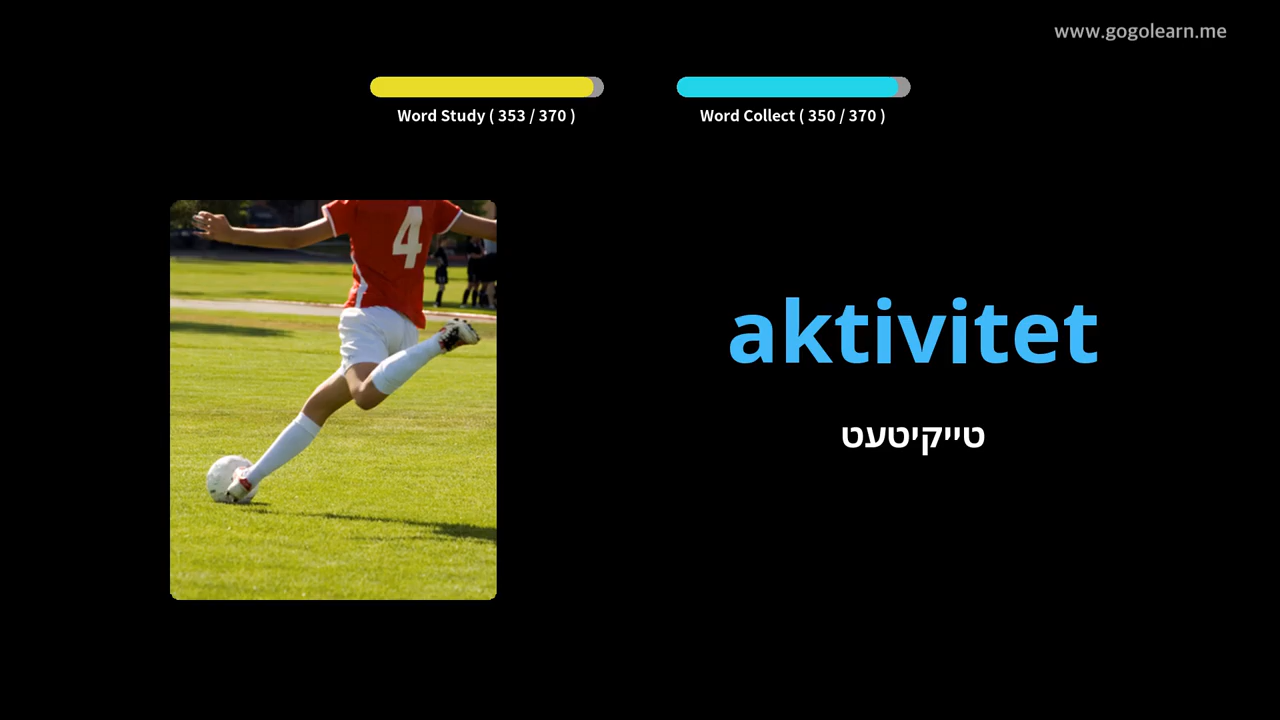 www.gogolearn.me
Word Study ( 353 / 370 )
Word Collect ( 350 / 370 )
4
aktivitet
טייקיטעט